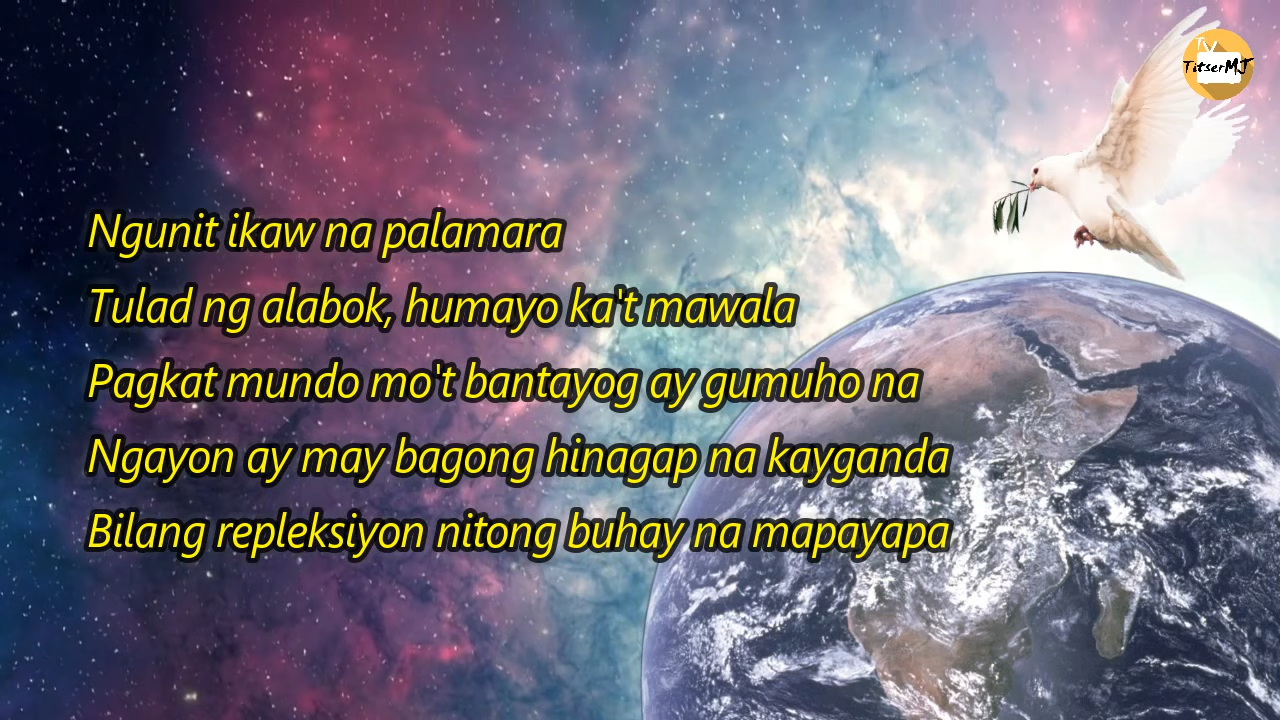 Tv
TitserMJ
Ngunit ikaw na palamara
Tulad ng alabok, humayo ka't mawala
Pagkat mundo mo't bantayog ay gumuho na
Ngayon ay may bagong hinagap na kayganda
Bilang repleksiyon nitong buhay na mapayapa